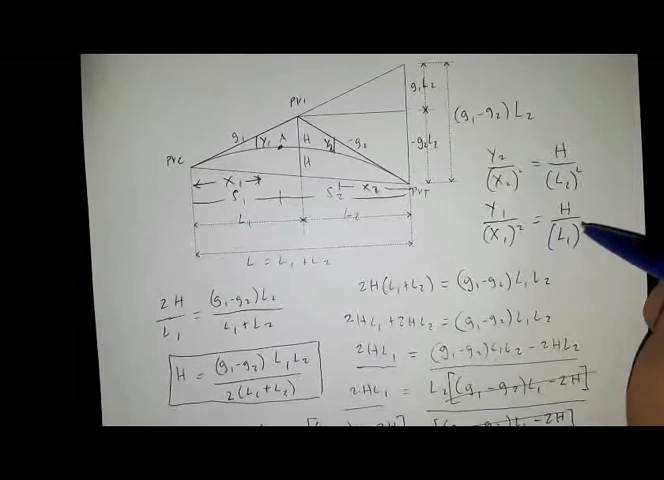 PVI
g₁L₂
(g₁-g₂)L₂
g₁
Y₁
A
H
Y₂
-g₂
-g₂L₂
PVC
H
X₁
X₂
PVT
S₁
S₂
L₁
L₂
L = L₁+L₂
Y₂/(X₂)² = H/(L₂)²
Y₁/(X₁)² = H/(L₁)²
2H/L₁ = (g₁-g₂)L₂/(L₁+L₂)
H = (g₁-g₂) L₁L₂/2(L₁+L₂)
2H(L₁+L₂) = (g₁-g₂)L₁L₂
2HL₁+2HL₂ = (g₁-g₂)L₁L₂
2HL₁ = (g₁-g₂)L₁L₂ - 2HL₂
2HL₁ = L₂[(g₁-g₂)L₁-2H]